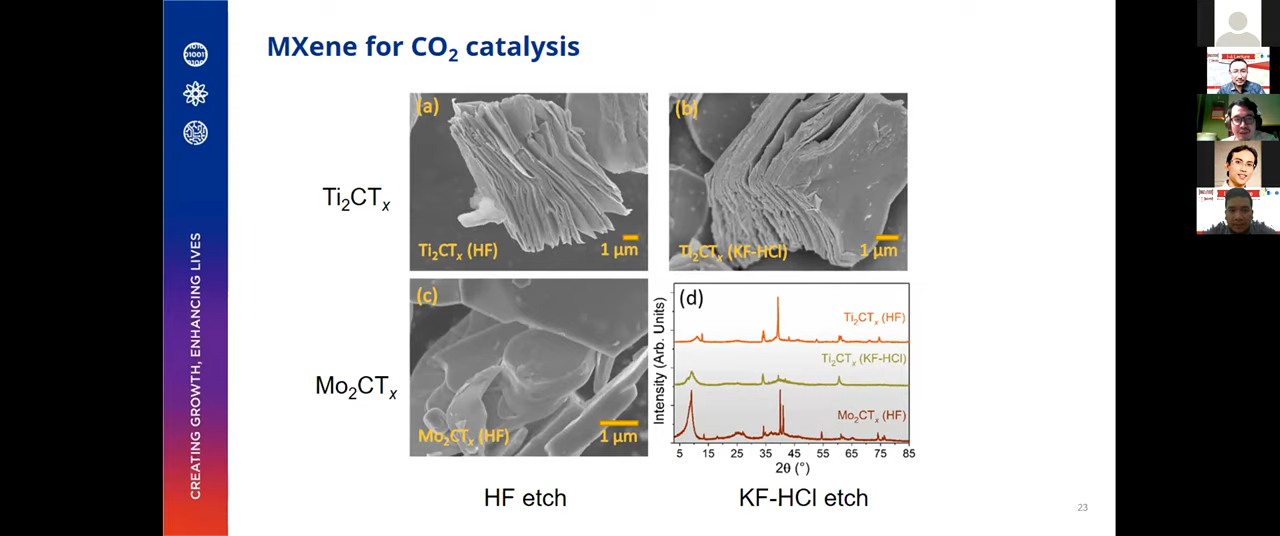 MXene for CO₂ catalysis
CREATING GROWTH, ENHANCING LIVES
Ti₂CTₓ
Mo₂CTₓ
(a)
Ti₂CTₓ (HF)
1 μm
(b)
Ti₂CTₓ (KF-HCl)
1 μm
(c)
Mo₂CTₓ (HF)
1 μm
(d)
Intensity (Arb. Units)
Ti₂CTₓ (HF)
Ti₂CTₓ (KF-HCl)
Mo₂CTₓ (HF)
5 15 25 35 45 55 65 75 85
2θ (°)
HF etch
KF-HCl etch
23